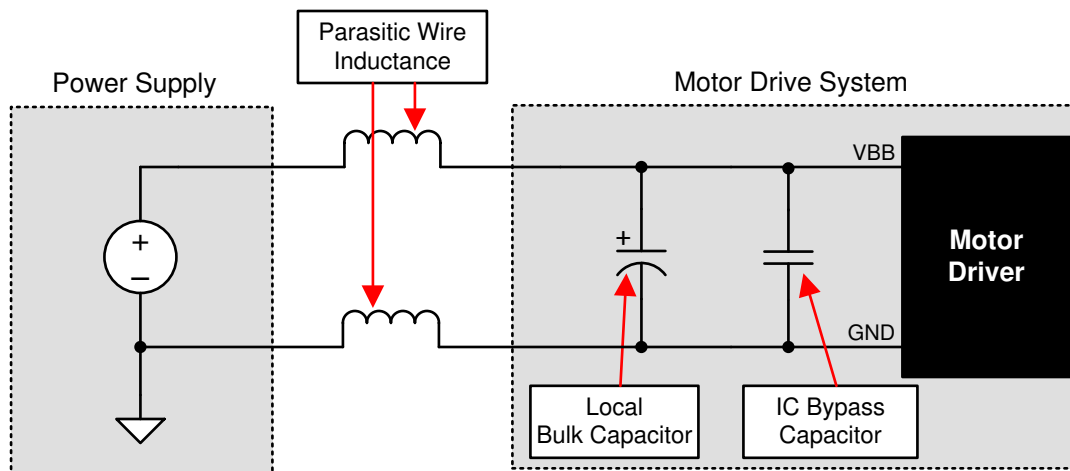 Parasitic Wire
Inductance
Power Supply
Motor Drive System
VBB
+
+
–
Motor
Driver
GND
Local
Bulk Capacitor
IC Bypass
Capacitor